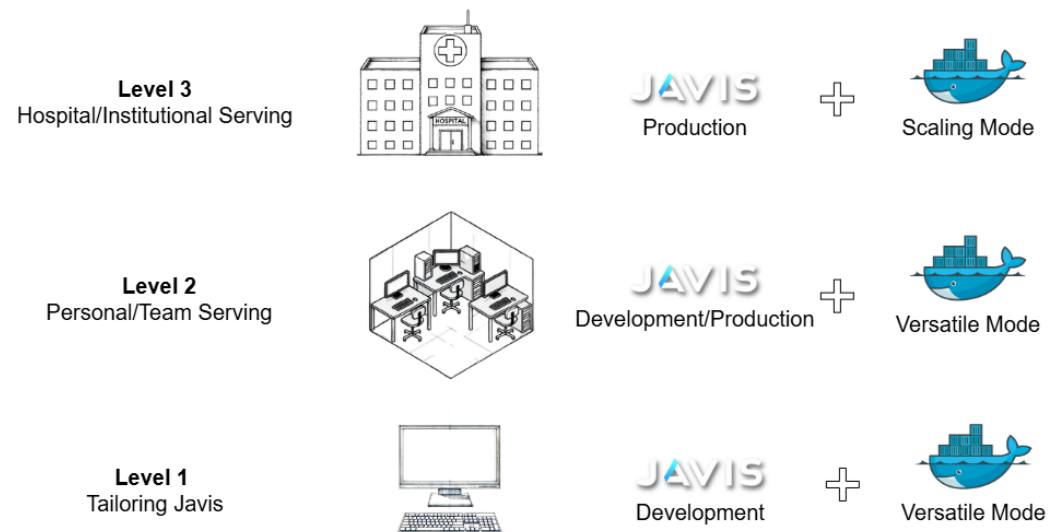 Level 3
Hospital/Institutional Serving
HOSPITAL
JAVIS
Production
Scaling Mode
Level 2
Personal/Team Serving
JAVIS
Development/Production
Versatile Mode
Level 1
Tailoring Javis
JAVIS
Development
Versatile Mode